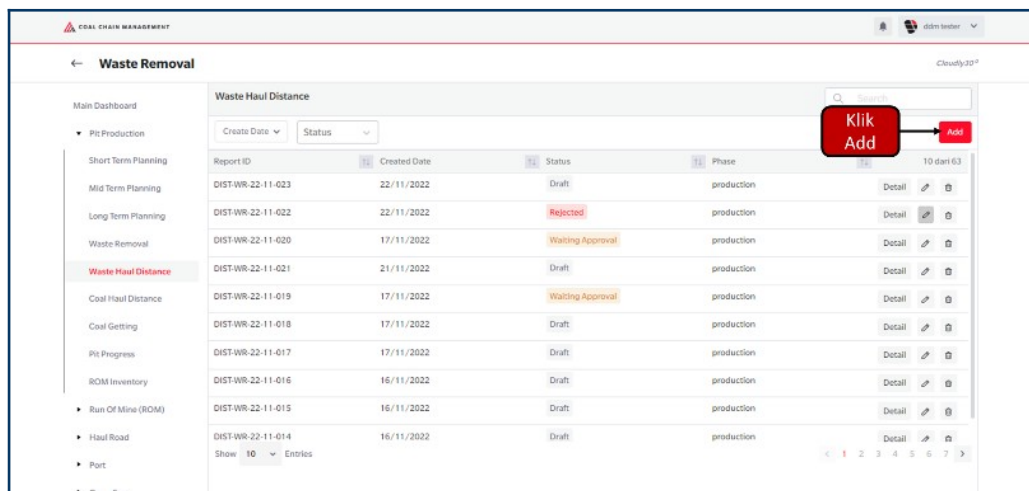 COAL CHAIN MANAGEMENT
ddm tester
← Waste Removal
Cloudly30°
Main Dashboard
Pit Production
Short Term Planning
Mid Term Planning
Long Term Planning
Waste Removal
Waste Haul Distance
Coal Haul Distance
Coal Getting
Pit Progress
ROM Inventory
Run Of Mine (ROM)
Haul Road
Port
Waste Haul Distance
Search
Create Date
Status
Klik
Add
Add
Report ID Created Date Status Phase 10 dari 63
DIST-WR-22-11-023 22/11/2022 Draft production Detail
DIST-WR-22-11-022 22/11/2022 Rejected production Detail
DIST-WR-22-11-020 17/11/2022 Waiting Approval production Detail
DIST-WR-22-11-021 21/11/2022 Draft production Detail
DIST-WR-22-11-019 17/11/2022 Waiting Approval production Detail
DIST-WR-22-11-018 17/11/2022 Draft production Detail
DIST-WR-22-11-017 17/11/2022 Draft production Detail
DIST-WR-22-11-016 16/11/2022 Draft production Detail
DIST-WR-22-11-015 16/11/2022 Draft production Detail
DIST-WR-22-11-014 16/11/2022 Draft production Detail
Show 10 Entries
< 1 2 3 4 5 6 7 >